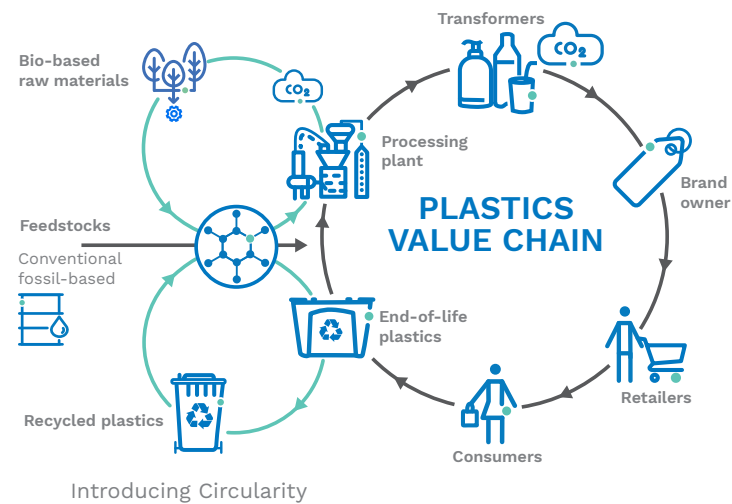 Transformers
CO₂
Bio-based
raw materials
CO₂
Processing
plant
Brand
owner
PLASTICS
VALUE CHAIN
Feedstocks
Conventional
fossil-based
End-of-life
plastics
Retailers
Recycled plastics
Consumers
Introducing Circularity